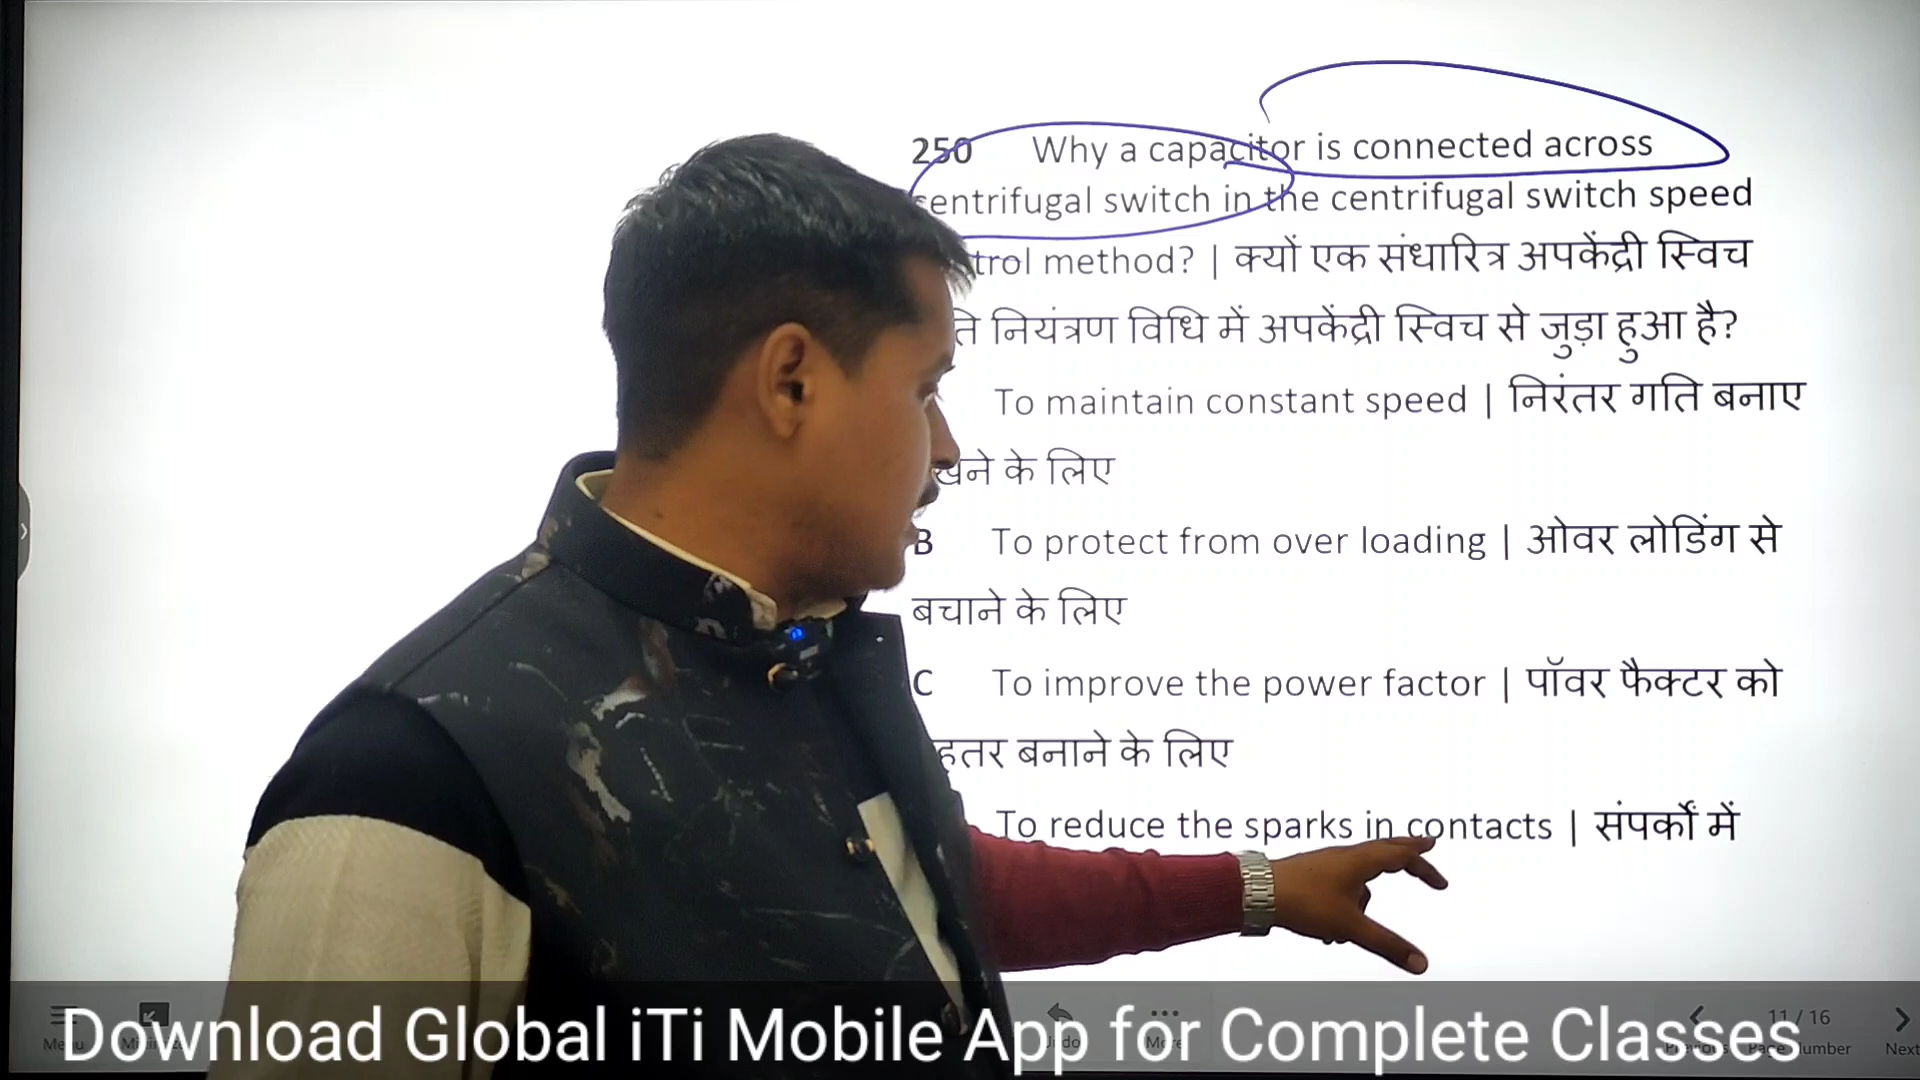 250 Why a capacitor is connected across
centrifugal switch in the centrifugal switch speed
method? | क्यों एक संधारित्र अपकेंद्री स्विच
नियंत्रण विधि में अपकेंद्री स्विच से जुड़ा हुआ है?
To maintain constant speed | निरंतर गति बनाए
के लिए
B To protect from over loading | ओवर लोडिंग से
बचाने के लिए
C To improve the power factor | पॉवर फैक्टर को
बनाने के लिए
To reduce the sparks in contacts | संपर्कों में
11 / 16
Page Number
Next
Download Global iTi Mobile App for Complete Classes